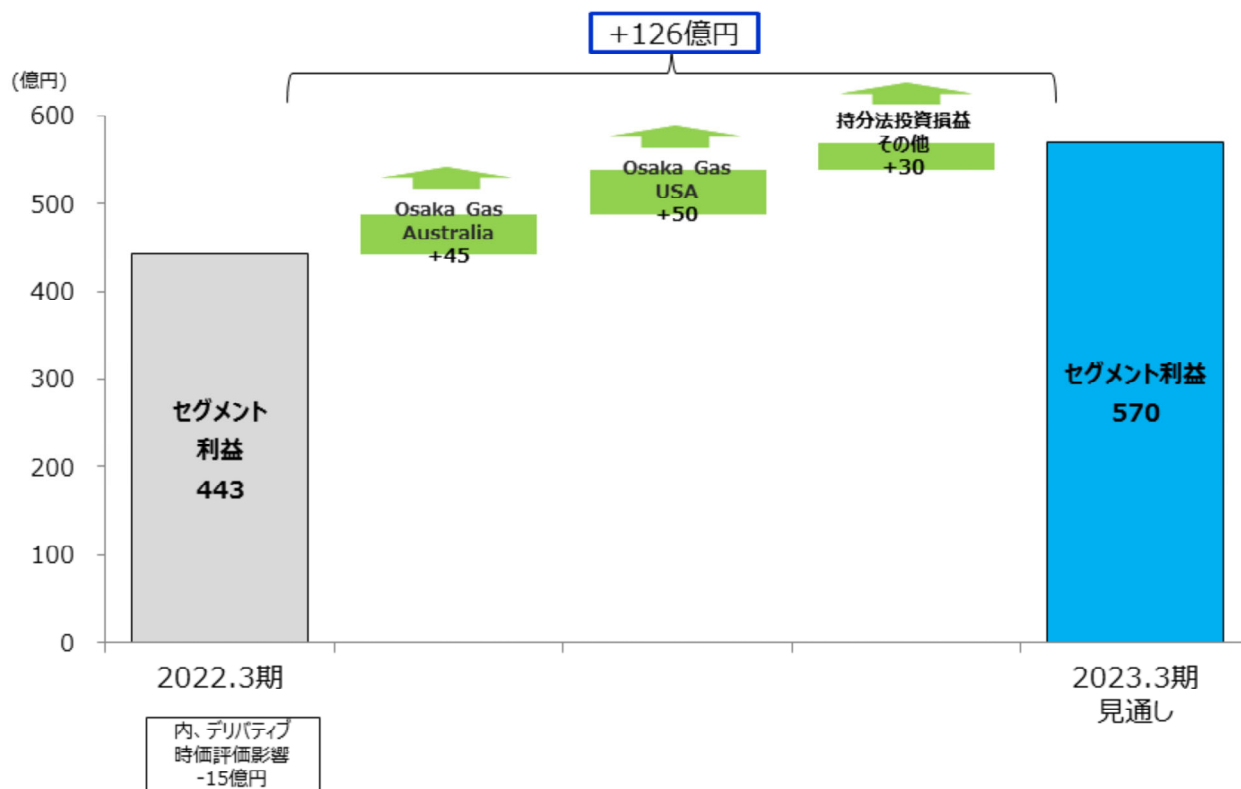 +126億円
(億円)
600
500
400
300
200
100
0
セグメント
利益
443
Osaka Gas
Australia
+45
Osaka Gas
USA
+50
持分法投資損益
その他
+30
セグメント利益
570
2022.3期
2023.3期
見通し
内、デリバティブ
時価評価影響
-15億円